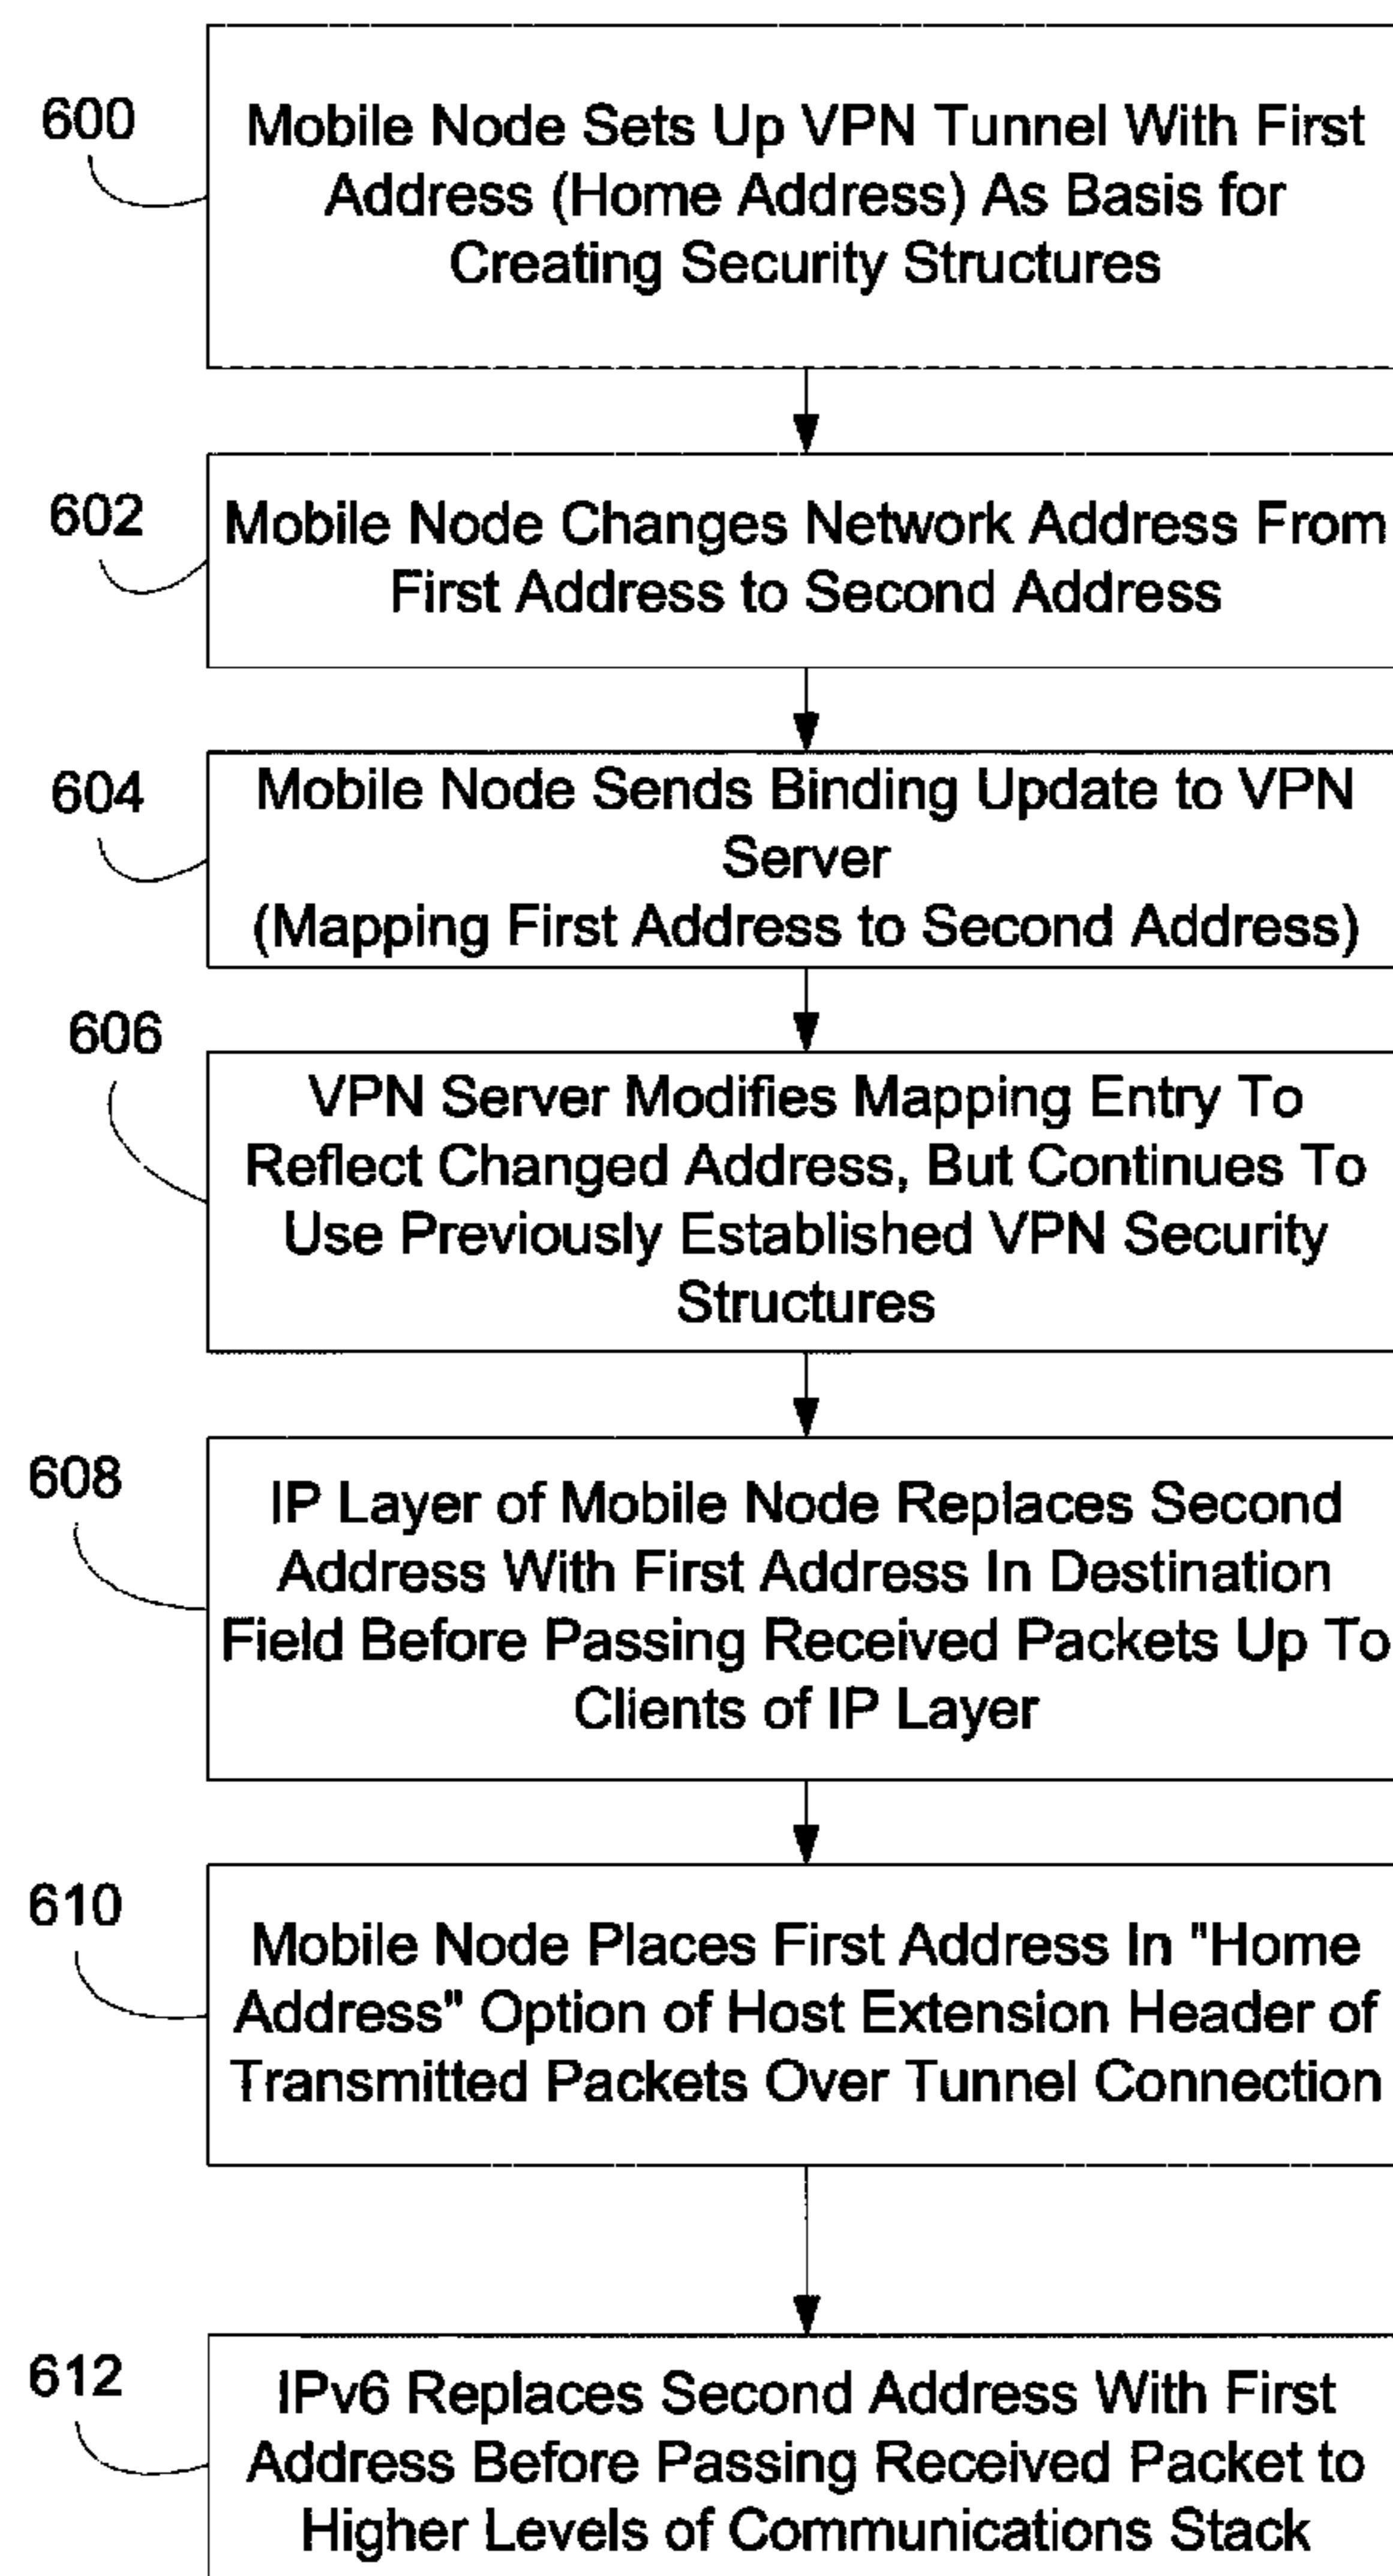 600
Mobile Node Sets Up VPN Tunnel With First
Address (Home Address) As Basis for
Creating Security Structures
602
Mobile Node Changes Network Address From
First Address to Second Address
604
Mobile Node Sends Binding Update to VPN
Server
(Mapping First Address to Second Address)
606
VPN Server Modifies Mapping Entry To
Reflect Changed Address, But Continues To
Use Previously Established VPN Security
Structures
608
IP Layer of Mobile Node Replaces Second
Address With First Address In Destination
Field Before Passing Received Packets Up To
Clients of IP Layer
610
Mobile Node Places First Address In "Home
Address" Option of Host Extension Header of
Transmitted Packets Over Tunnel Connection
612
IPv6 Replaces Second Address With First
Address Before Passing Received Packet to
Higher Levels of Communications Stack